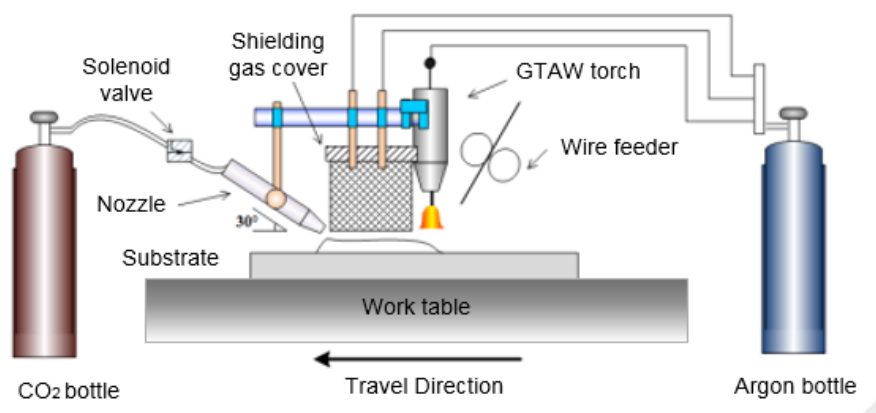 Shielding
gas cover
Solenoid
valve
GTAW torch
Wire feeder
Nozzle
30°
Substrate
Work table
CO₂ bottle
Travel Direction
Argon bottle